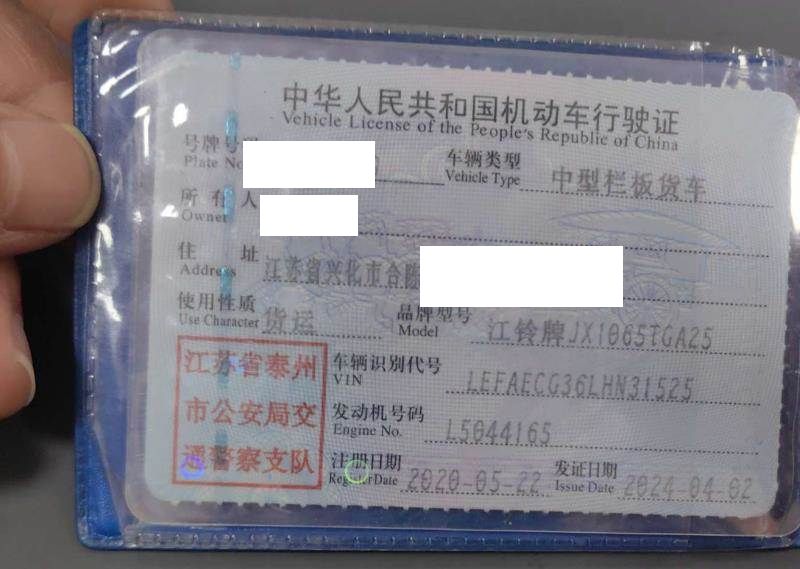 中华人民共和国机动车行驶证
Vehicle License of the People's Republic of China
号牌号码
Plate No.
车辆类型 中型栏板货车
Vehicle Type
所有人
Owner
住址 江苏省兴化市合陈
Address
使用性质 货运
Use Character
品牌型号 江铃牌JX1065TGA25
Model
江苏省泰州
市公安局交
通警察支队
车辆识别代号 LEFAECG36LHN31525
VIN
发动机号码 L5044165
Engine No.
注册日期 2020-05-22
Register Date
发证日期 2024-04-02
Issue Date